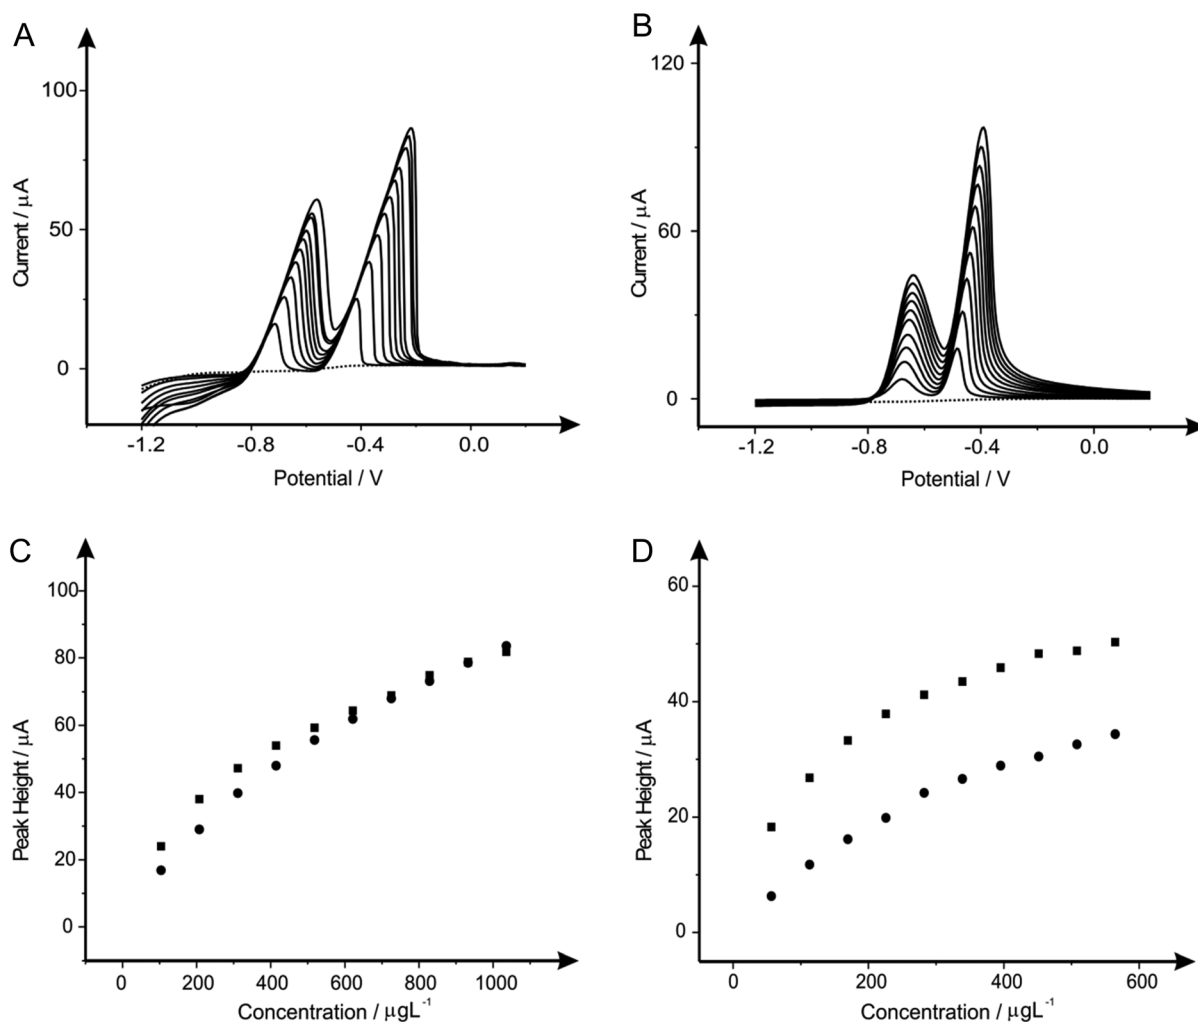 A
100
50
0
-1.2 -0.8 -0.4 0.0
Current / μA
Potential / V
B
120
60
0
-1.2 -0.8 -0.4 0.0
Current / μA
Potential / V
C
100
80
60
40
20
0
0 200 400 600 800 1000
Peak Height / μA
Concentration / μgL⁻¹
D
60
40
20
0
0 200 400 600
Peak Height / μA
Concentration / μgL⁻¹